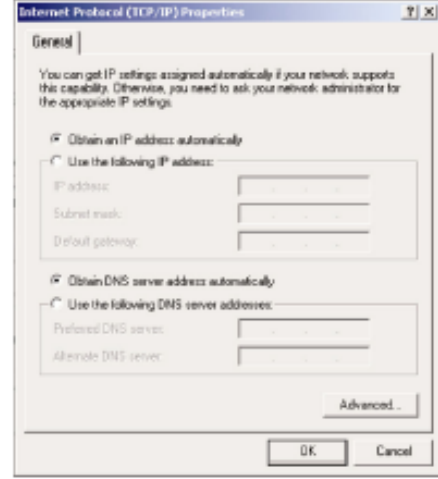 Internet Protocol (TCP/IP) Properties
General
You can get IP settings assigned automatically if your network supports
this capability. Otherwise, you need to ask your network administrator for
the appropriate IP settings.
Obtain an IP address automatically
Use the following IP address:
IP address:
Subnet mask:
Default gateway:
Obtain DNS server address automatically
Use the following DNS server addresses:
Preferred DNS server:
Alternate DNS server:
Advanced...
OK Cancel